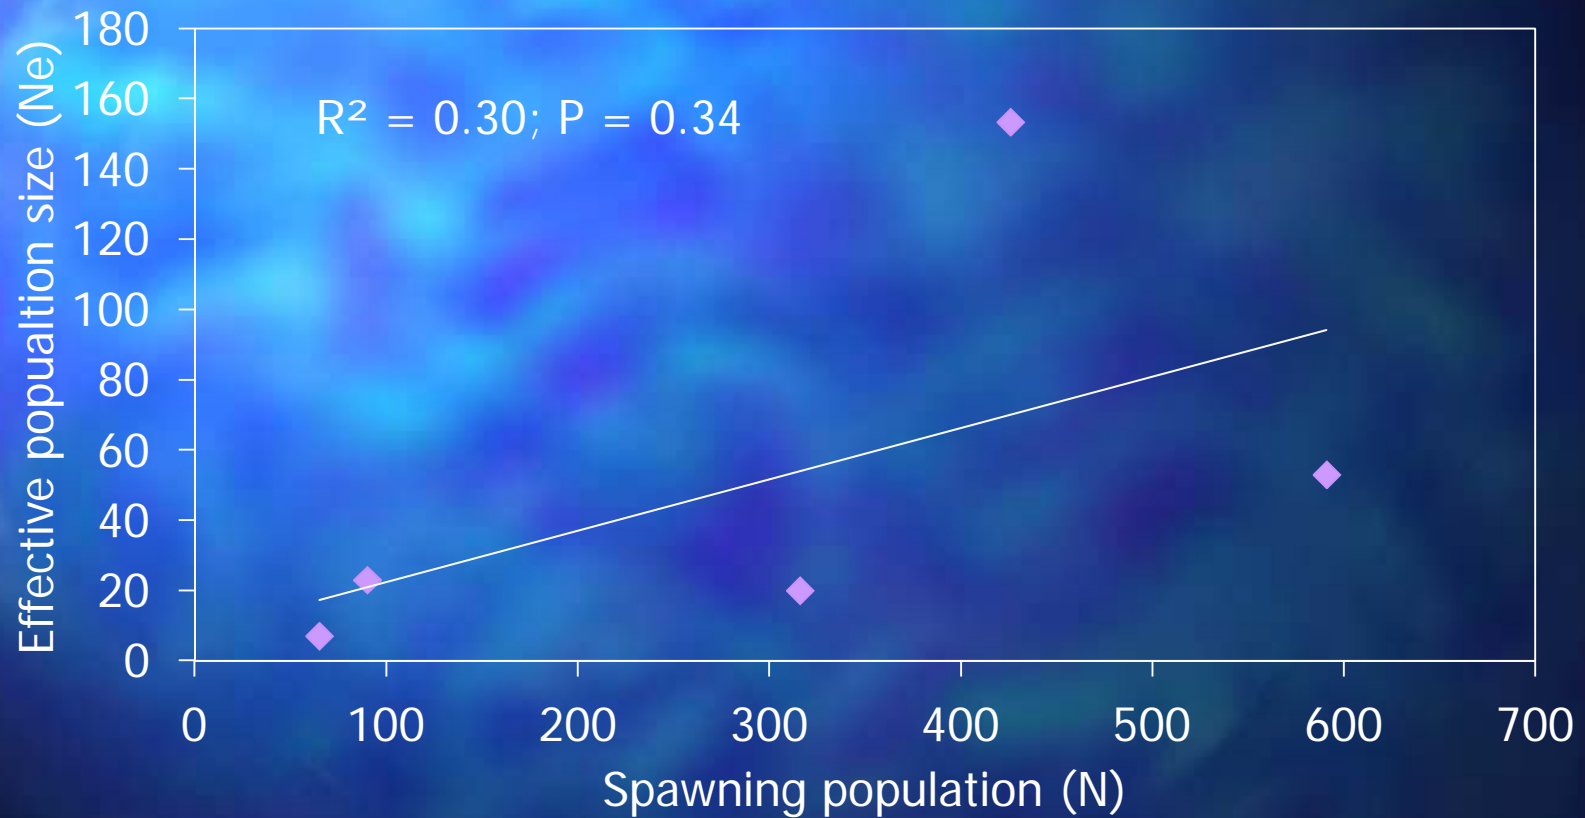 R² = 0.30; P = 0.34
Effective popualtion size (Ne)
180
160
140
120
100
80
60
40
20
0
0 100 200 300 400 500 600 700
Spawning population (N)